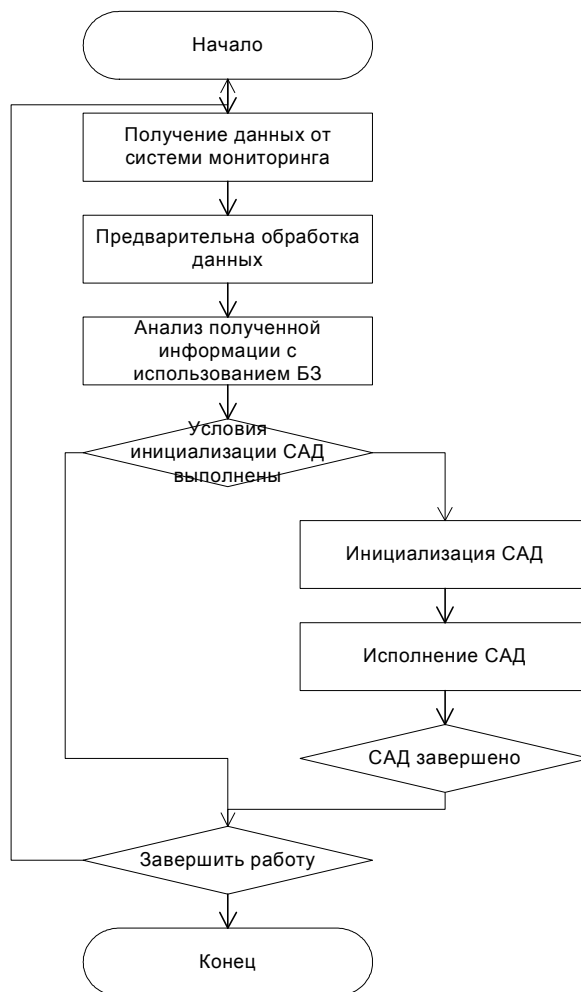 Начало
Получение данных от
системи мониторинга
Предварительна обработка
данных
Анализ полученной
информации с
использованием БЗ
Условия
инициализации САД
выполнены
Инициализация САД
Исполнение САД
САД завершено
Завершить работу
Конец